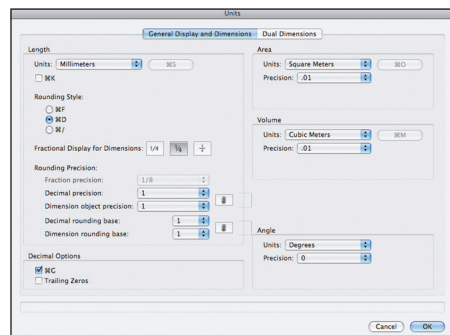 Units
General Display and Dimensions Dual Dimensions
Length
Units: Millimeters ⌘S
⌘K
Rounding Style:
⌘F
⌘D
⌘/
Fractional Display for Dimensions: 1/4 ¼
Rounding Precision:
Fraction precision: 1/8
Decimal precision: 1
Dimension object precision: 1
Decimal rounding base: 1
Dimension rounding base: 1
Decimal Options
⌘G
Trailing Zeros
Area
Units: Square Meters ⌘O
Precision: .01
Volume
Units: Cubic Meters ⌘M
Precision: .01
Angle
Units: Degrees
Precision: 0
Cancel OK